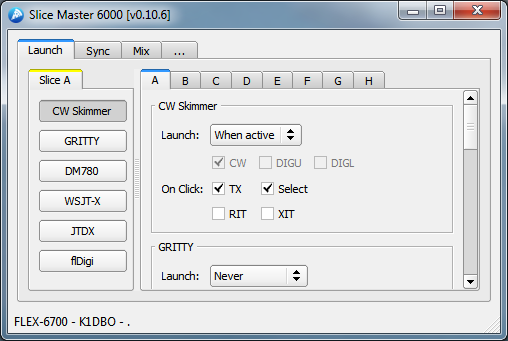 Slice Master 6000 [v0.10.6]
Launch Sync Mix ...
Slice A
A B C D E F G H
CW Skimmer
GRITTY
DM780
WSJT-X
JTDX
flDigi
CW Skimmer
Launch: When active
CW DIGU DIGL
On Click: TX Select
RIT XIT
GRITTY
Launch: Never
FLEX-6700 - K1DBO - .